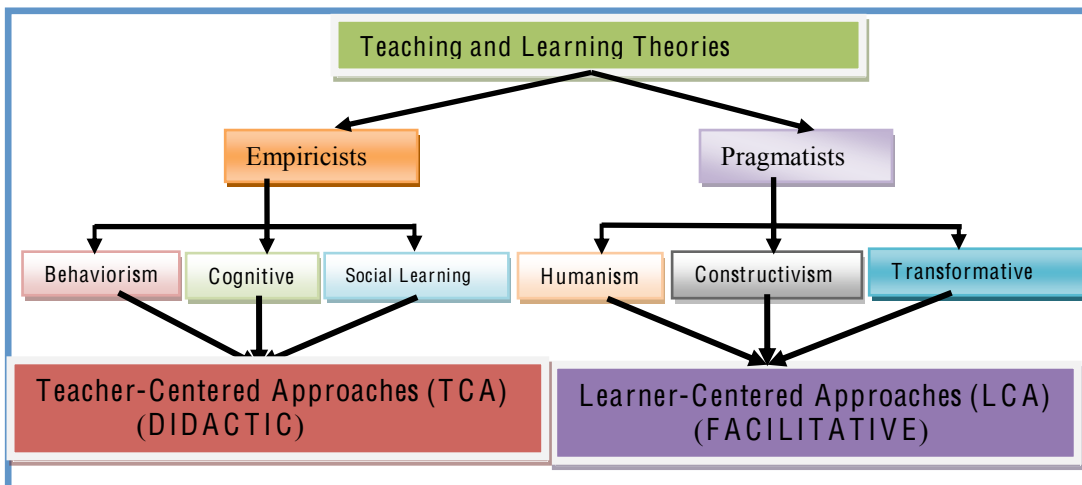 Teaching and Learning Theories
Empiricists
Pragmatists
Behaviorism
Cognitive
Social Learning
Humanism
Constructivism
Transformative
Teacher-Centered Approaches (TCA)
(DIDACTIC)
Learner-Centered Approaches (LCA)
(FACILITATIVE)